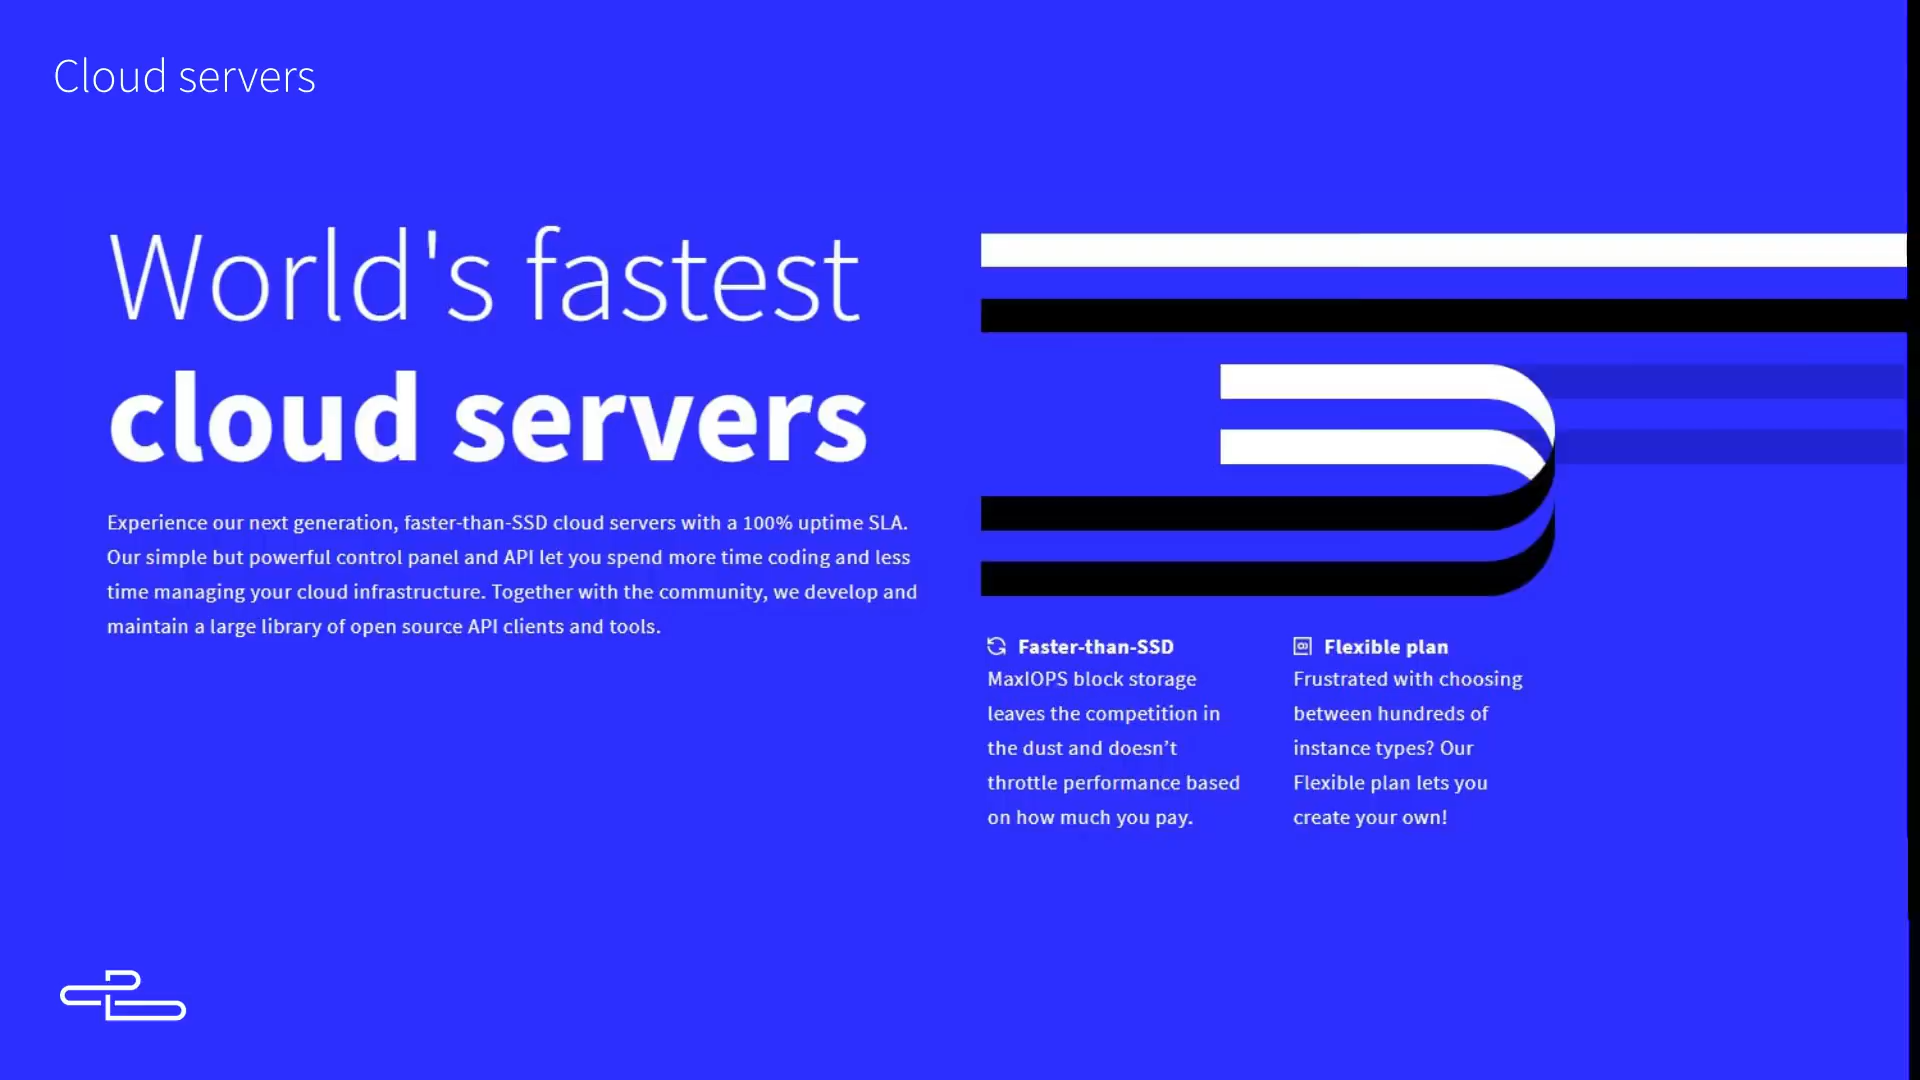 Cloud servers
World's fastest
cloud servers
Experience our next generation, faster-than-SSD cloud servers with a 100% uptime SLA.
Our simple but powerful control panel and API let you spend more time coding and less
time managing your cloud infrastructure. Together with the community, we develop and
maintain a large library of open source API clients and tools.
Faster-than-SSD
MaxIOPS block storage
leaves the competition in
the dust and doesn’t
throttle performance based
on how much you pay.
Flexible plan
Frustrated with choosing
between hundreds of
instance types? Our
Flexible plan lets you
create your own!